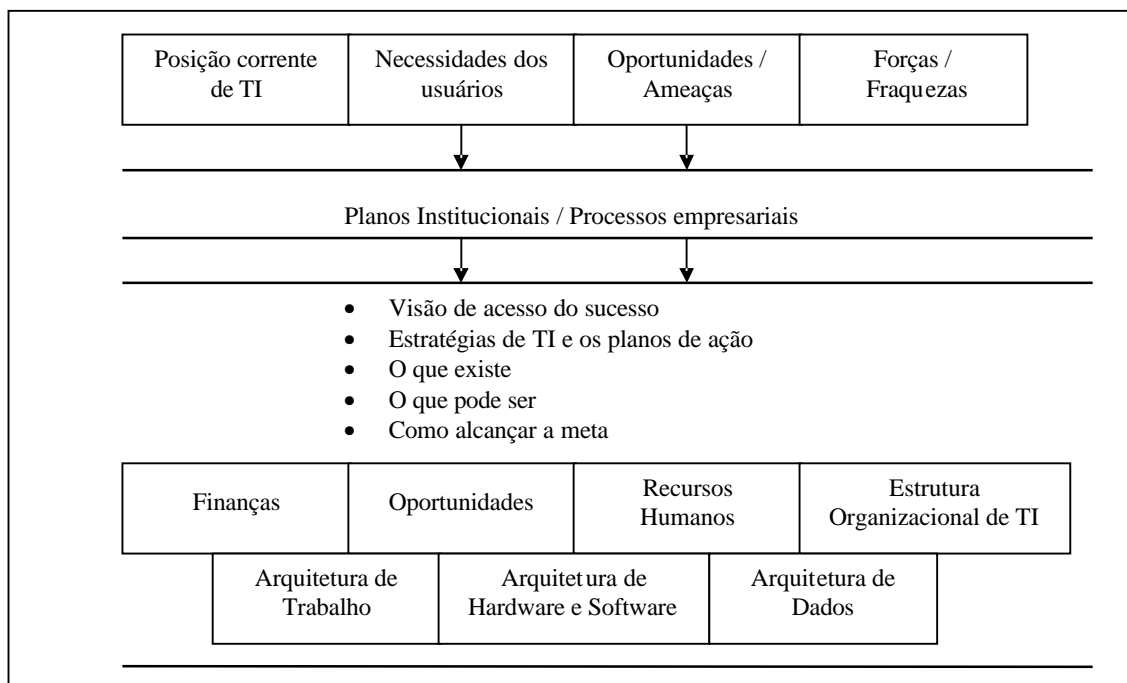 Posição corrente
de TI
Necessidades dos
usuários
Oportunidades /
Ameaças
Forças /
Fraquezas
Planos Institucionais / Processos empresariais
• Visão de acesso do sucesso
• Estratégias de TI e os planos de ação
• O que existe
• O que pode ser
• Como alcançar a meta
Finanças
Oportunidades
Recursos
Humanos
Estrutura
Organizacional de TI
Arquitetura de
Trabalho
Arquitetura de
Hardware e Software
Arquitetura de
Dados